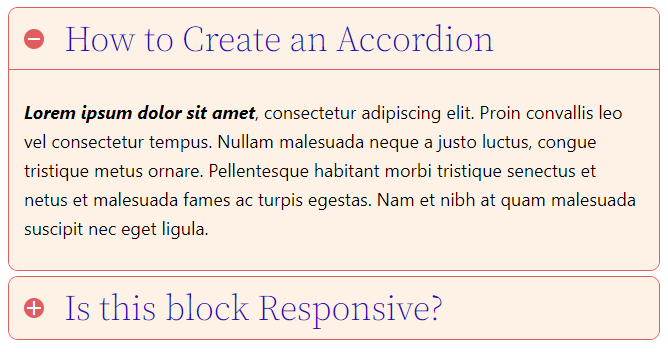 How to Create an Accordion
Lorem ipsum dolor sit amet, consectetur adipiscing elit. Proin convallis leo
vel consectetur tempus. Nullam malesuada neque a justo luctus, congue
tristique metus ornare. Pellentesque habitant morbi tristique senectus et
netus et malesuada fames ac turpis egestas. Nam et nibh at quam malesuada
suscipit nec eget ligula.
Is this block Responsive?